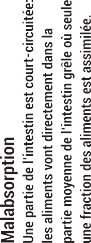 Malabsorption
Une partie de l'intestin est court-circuitée:
les aliments vont directement dans la
partie moyenne de l'intestin grêle où seule
une fraction des aliments est assimilée.